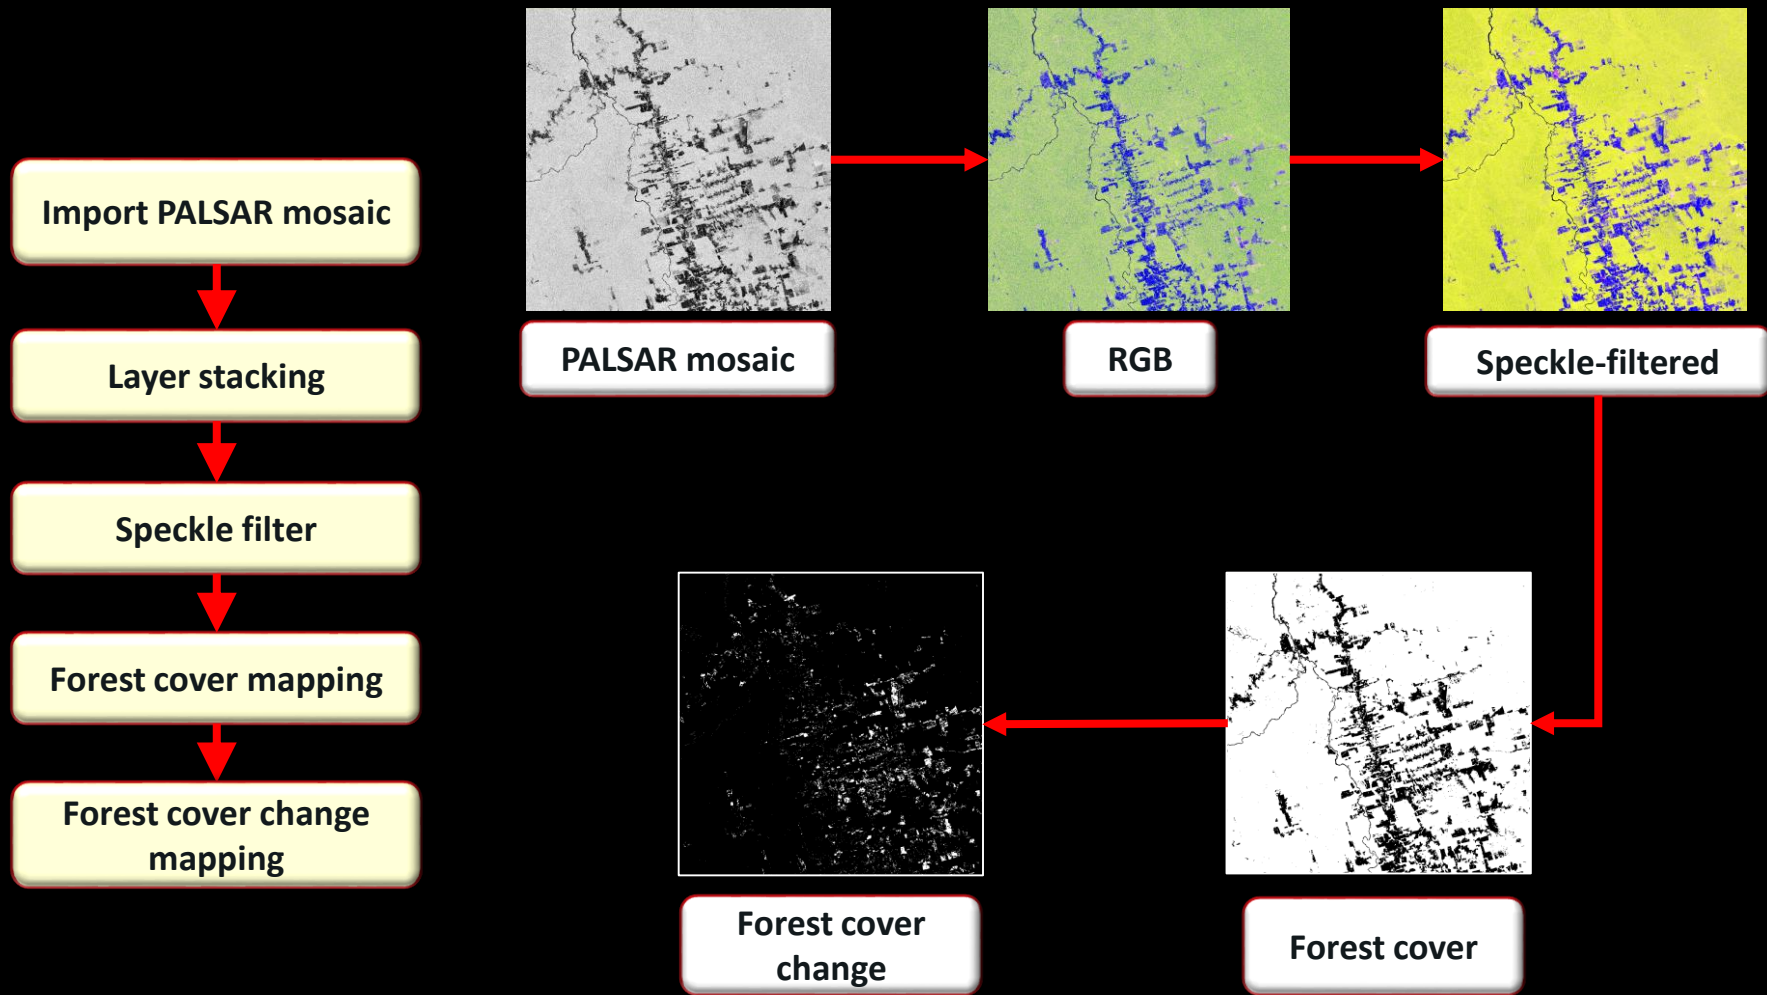 Import PALSAR mosaic
Layer stacking
Speckle filter
Forest cover mapping
Forest cover change
mapping
PALSAR mosaic
RGB
Speckle-filtered
Forest cover
change
Forest cover